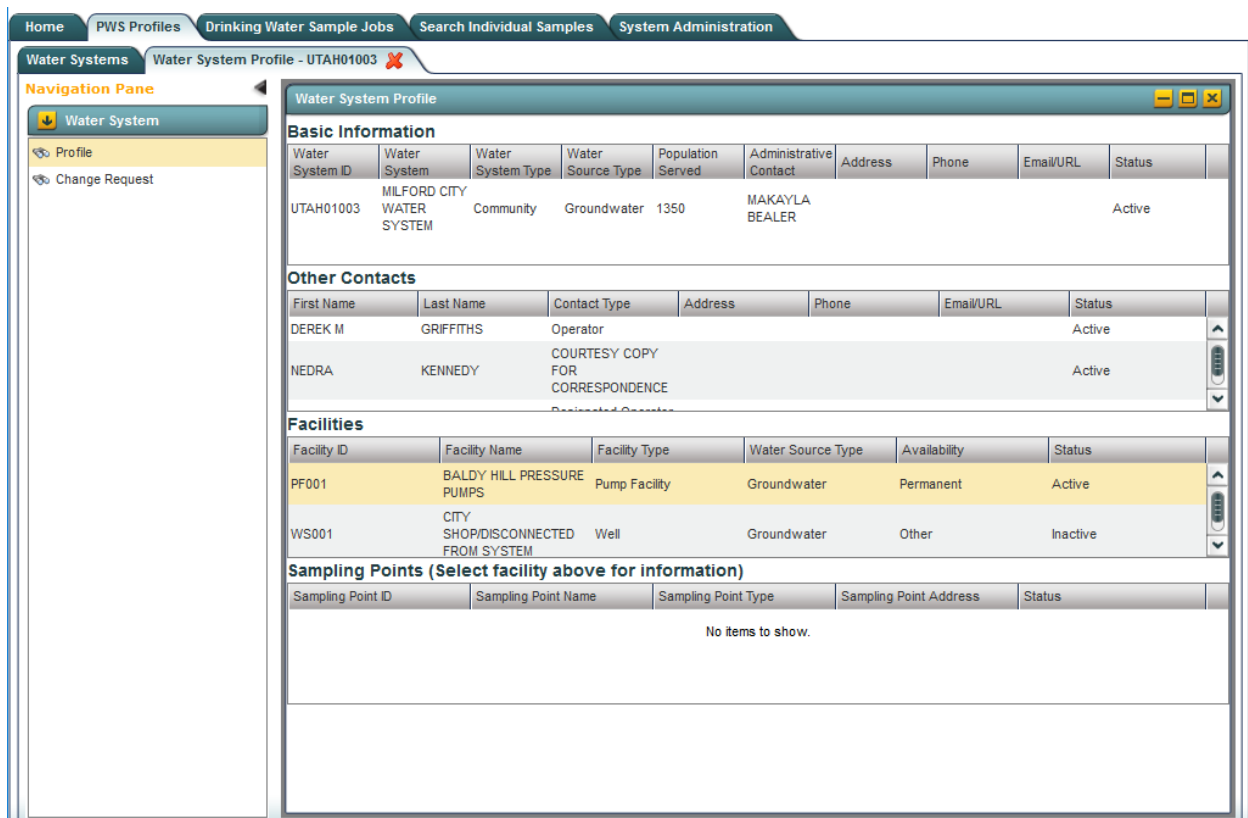 Home PWS Profiles Drinking Water Sample Jobs Search Individual Samples System Administration
Water Systems Water System Profile - UTAH01003
Navigation Pane
Water System
Profile
Change Request
Water System Profile
Basic Information
Water System ID Water System Water System Type Water Source Type Population Served Administrative Contact Address Phone Email/URL Status
UTAH01003 MILFORD CITY WATER SYSTEM Community Groundwater 1350 MAKAYLA BEALER Active
Other Contacts
First Name Last Name Contact Type Address Phone Email/URL Status
DEREK M GRIFFITHS Operator Active
NEDRA KENNEDY COURTESY COPY FOR CORRESPONDENCE Active
Facilities
Facility ID Facility Name Facility Type Water Source Type Availability Status
PF001 BALDY HILL PRESSURE PUMPS Pump Facility Groundwater Permanent Active
WS001 CITY SHOP/DISCONNECTED FROM SYSTEM Well Groundwater Other Inactive
Sampling Points (Select facility above for information)
Sampling Point ID Sampling Point Name Sampling Point Type Sampling Point Address Status
No items to show.